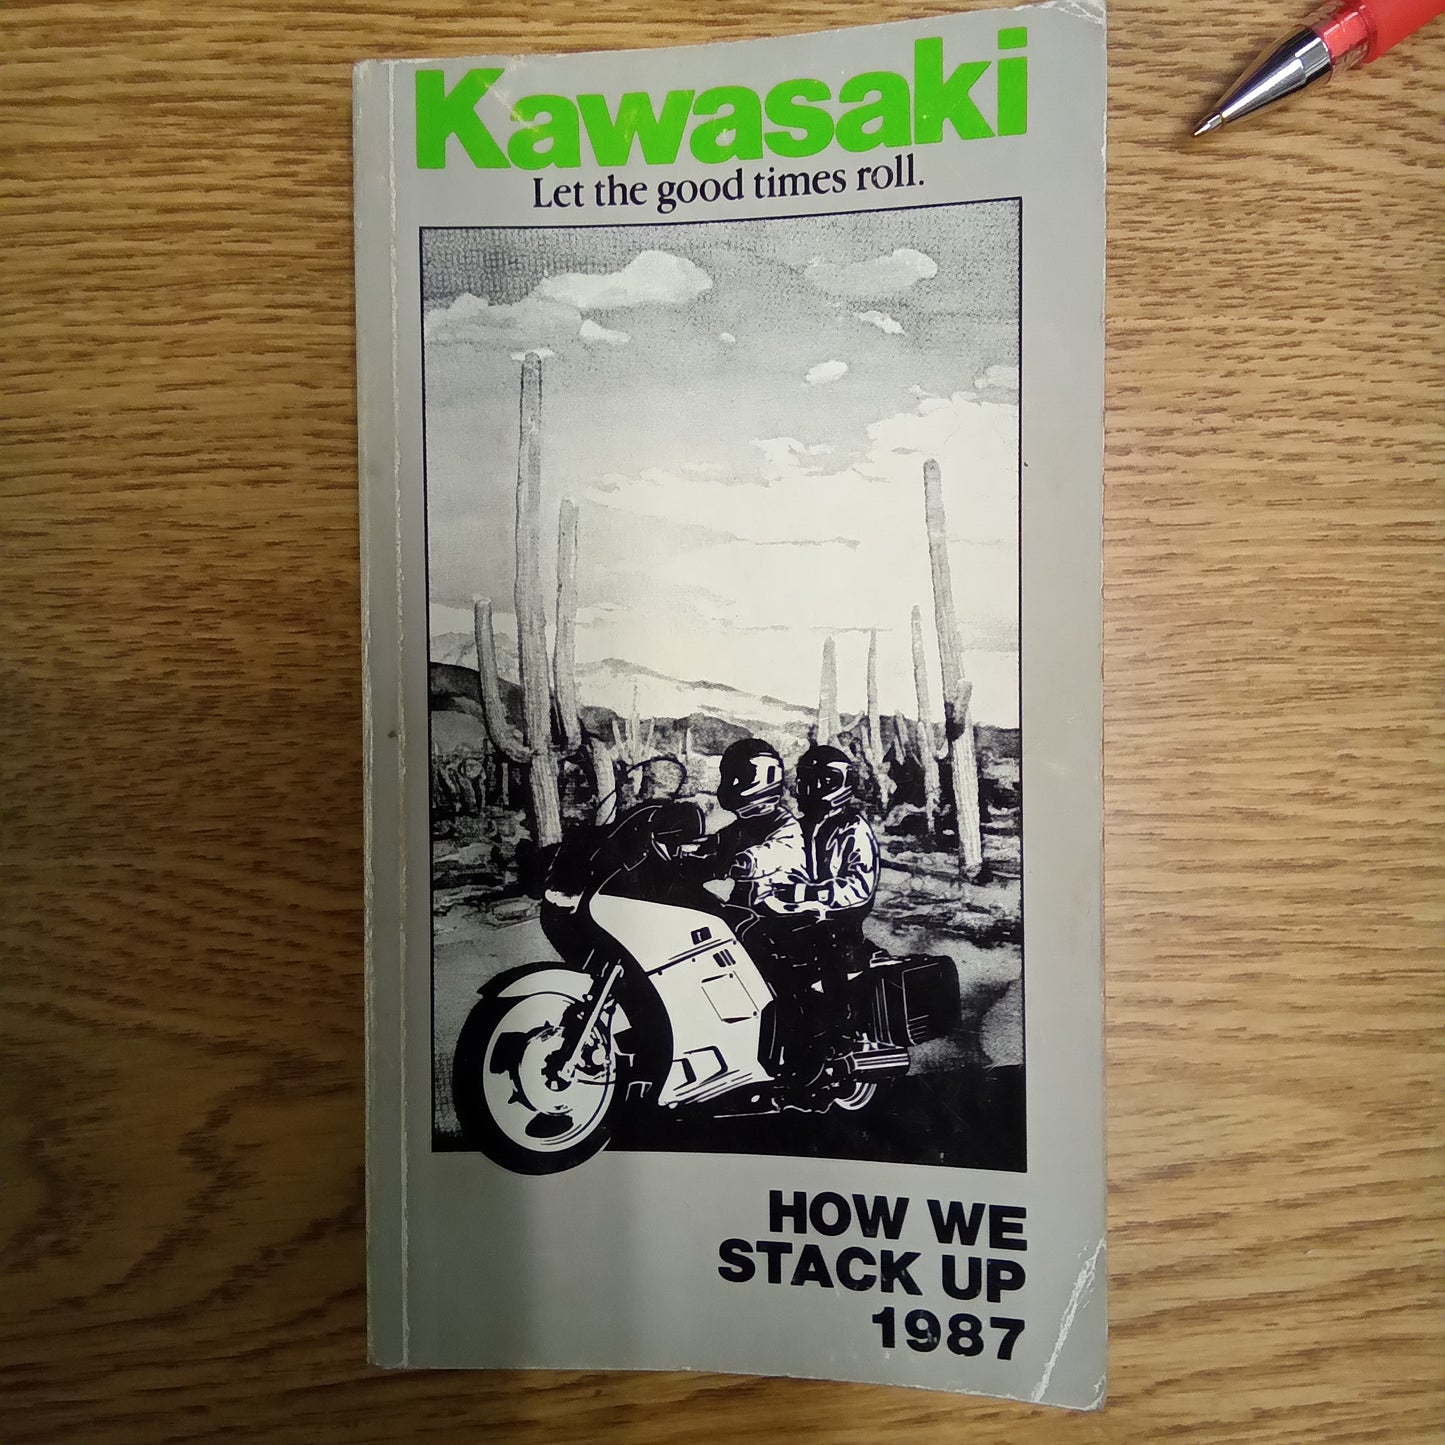 Kawasaki
Let the good times roll.
HOW WE
STACK UP
1987